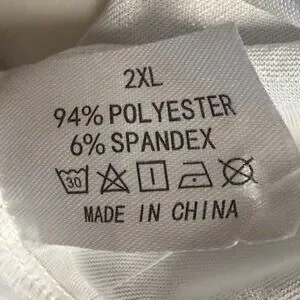 2XL
94% POLYESTER
6% SPANDEX
30
MADE IN CHINA